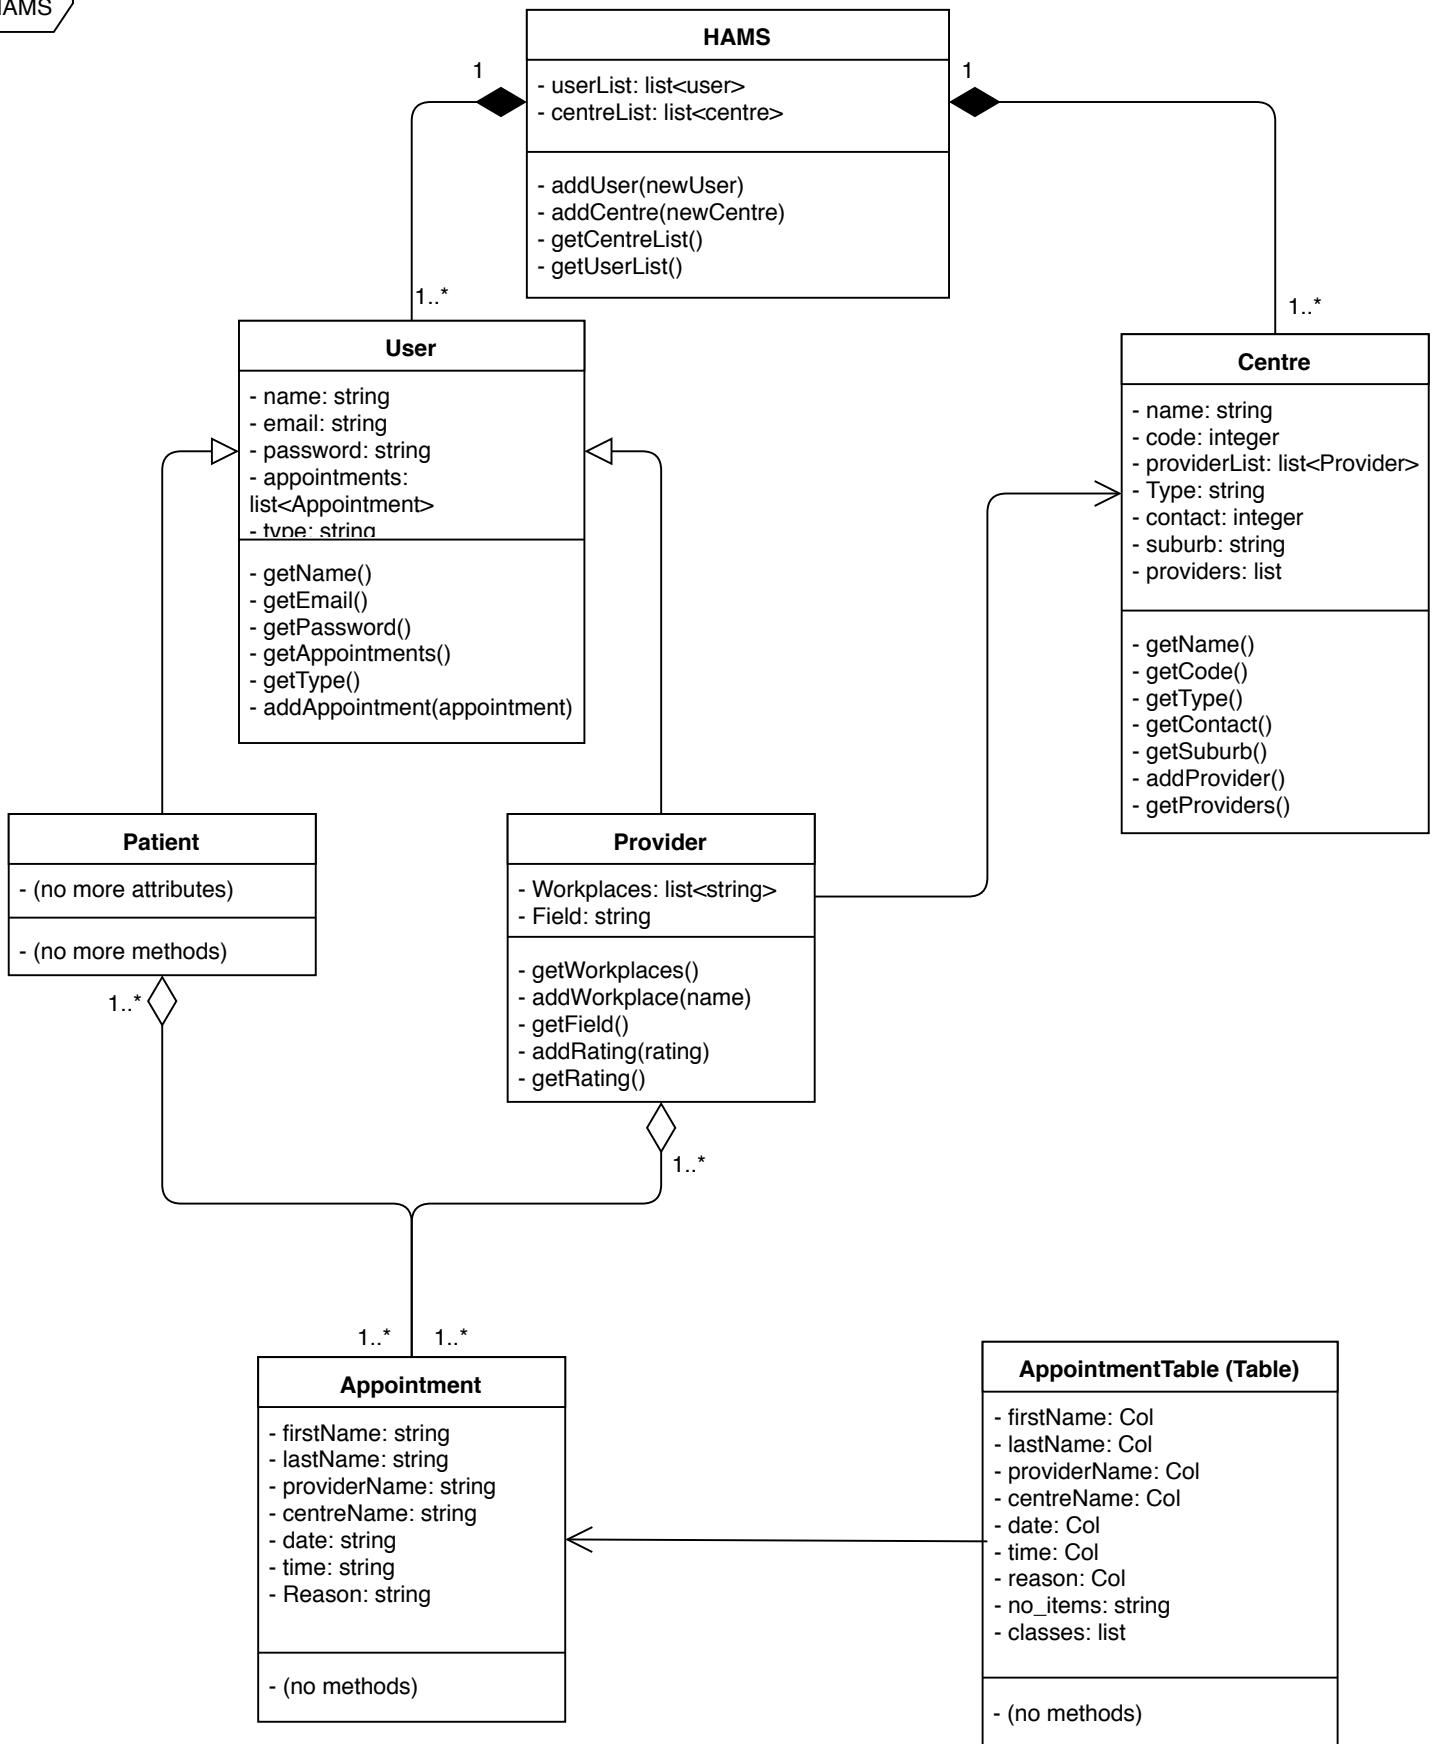 HAMS
HAMS
- userList: list<user>
- centreList: list<centre>
- addUser(newUser)
- addCentre(newCentre)
- getCentreList()
- getUserList()
1
1
1..*
1..*
User
- name: string
- email: string
- password: string
- appointments:
list<Appointment>
- type: string
- getName()
- getEmail()
- getPassword()
- getAppointments()
- getType()
- addAppointment(appointment)
Centre
- name: string
- code: integer
- providerList: list<Provider>
- Type: string
- contact: integer
- suburb: string
- providers: list
- getName()
- getCode()
- getType()
- getContact()
- getSuburb()
- addProvider()
- getProviders()
Patient
- (no more attributes)
- (no more methods)
1..*
Provider
- Workplaces: list<string>
- Field: string
- getWorkplaces()
- addWorkplace(name)
- getField()
- addRating(rating)
- getRating()
1..*
1..*
1..*
Appointment
- firstName: string
- lastName: string
- providerName: string
- centreName: string
- date: string
- time: string
- Reason: string
- (no methods)
AppointmentTable (Table)
- firstName: Col
- lastName: Col
- providerName: Col
- centreName: Col
- date: Col
- time: Col
- reason: Col
- no_items: string
- classes: list
- (no methods)